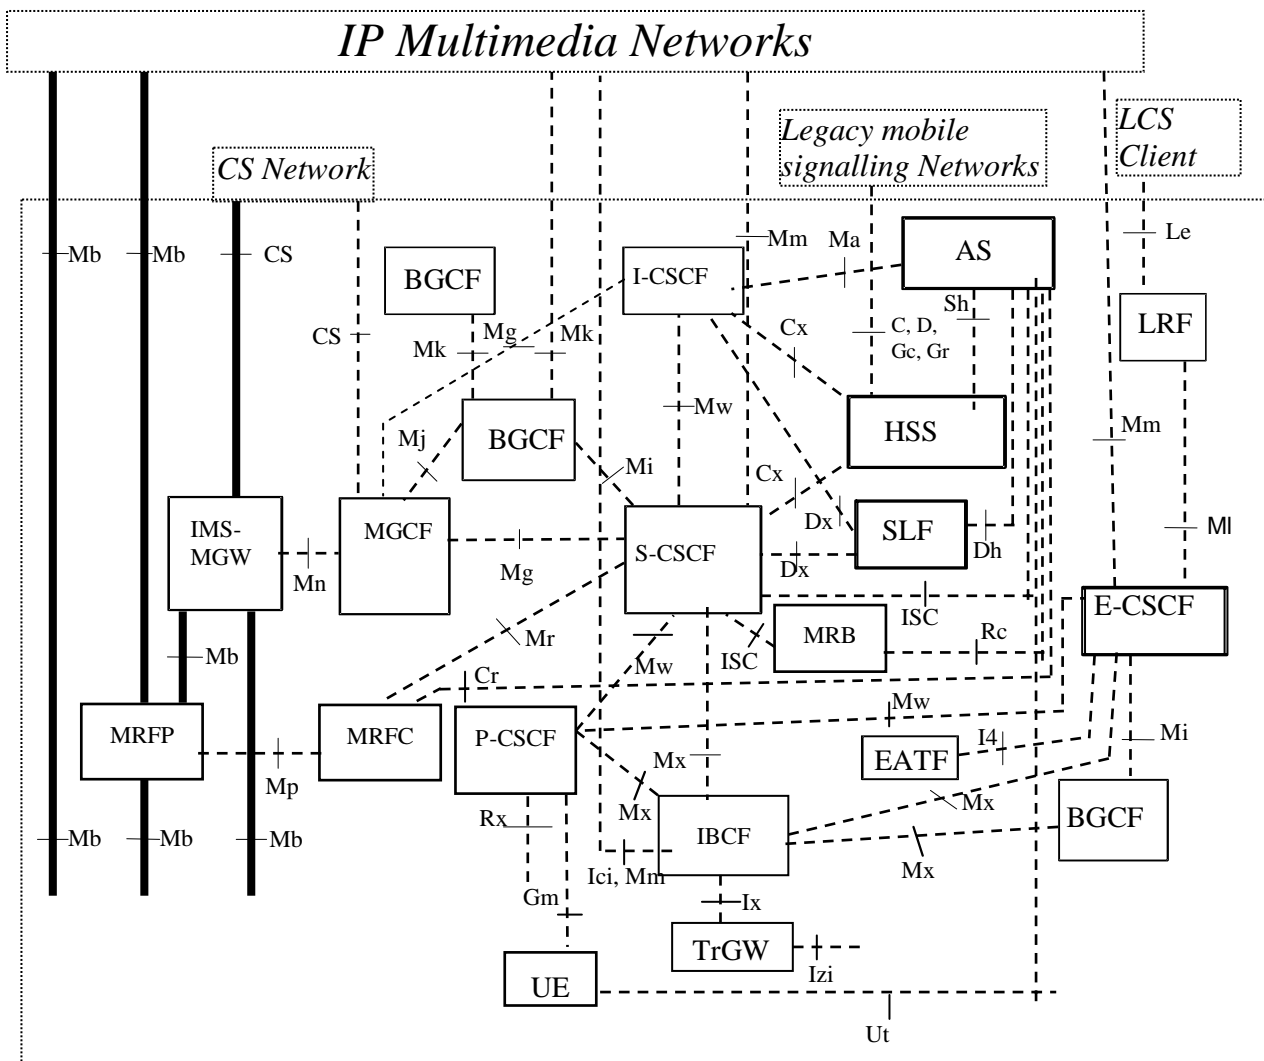 IP Multimedia Networks
Legacy mobile
signalling Networks
LCS
Client
CS Network
Mb
Mb
CS
Mm
Ma
AS
Le
BGCF
I-CSCF
Sh
LRF
CS
Mk
Mg
Mk
Cx
C, D,
Gc, Gr
Mw
Mj
BGCF
HSS
Mm
Mi
Cx
IMS-
MGW
MGCF
Dx
SLF
Ml
S-CSCF
Mn
Mg
Dx
Dh
ISC
E-CSCF
Mr
MRB
Rc
Mb
Mw
ISC
Cr
Mw
MRFP
MRFC
P-CSCF
I4
Mi
EATF
Mp
Mx
Mx
Mx
Rx
BGCF
Mb
Mb
Mb
IBCF
Ici, Mm
Mx
Gm
Ix
TrGW
Izi
UE
Ut